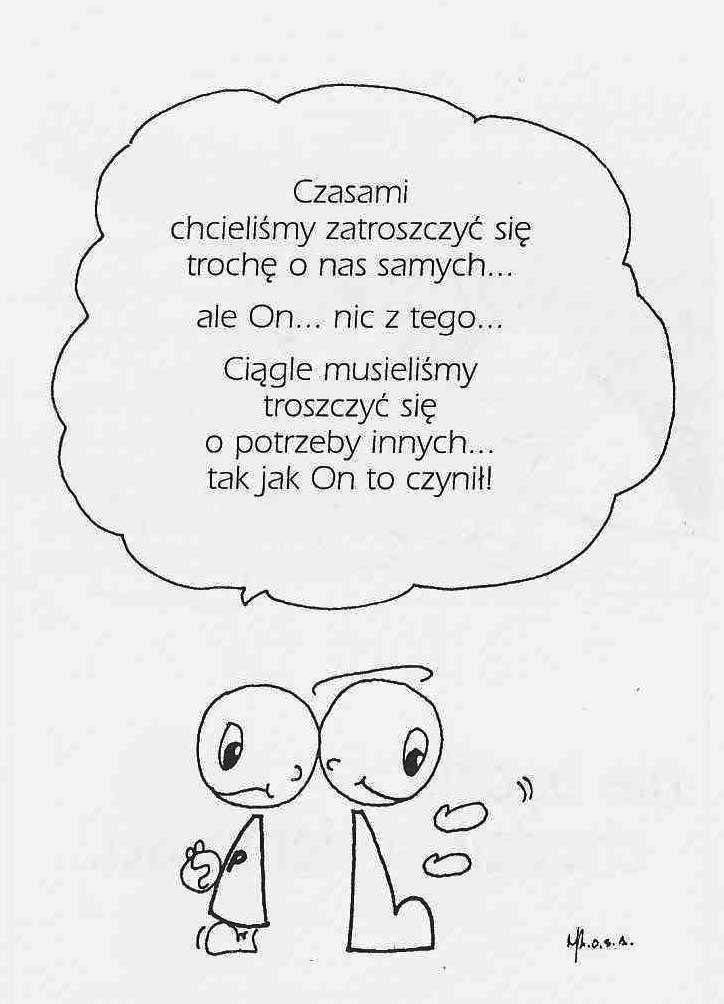 Czasami
chcieliśmy zatroszczyć się
trochę o nas samych...
ale On... nic z tego...
Ciągle musieliśmy
troszczyć się
o potrzeby innych...
tak jak On to czynił!
P